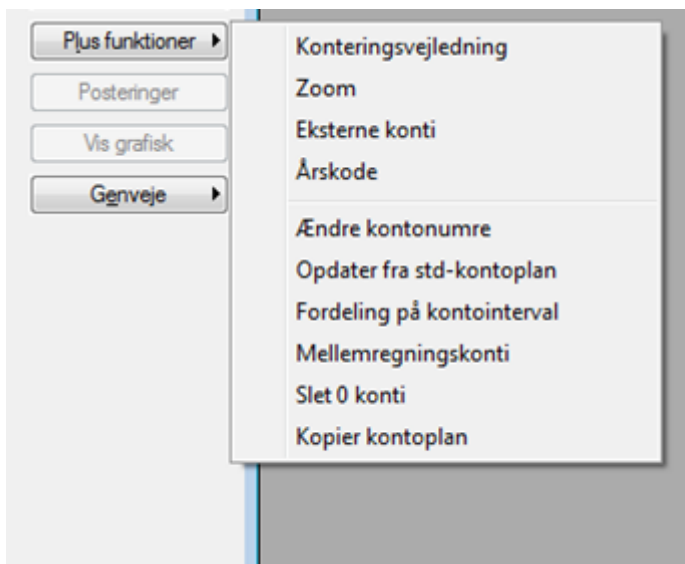 Plus funktioner
Posteringer
Vis grafisk
Genveje
Konteringsvejledning
Zoom
Eksterne konti
Årskode
Ændre kontonumre
Opdater fra std-kontoplan
Fordeling på kontointerval
Mellemregningskonti
Slet 0 konti
Kopier kontoplan